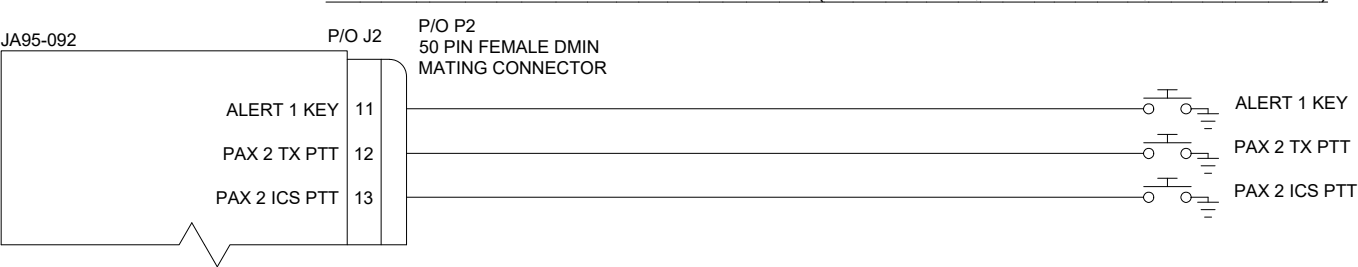 JA95-092
P/O J2
P/O P2
50 PIN FEMALE DMIN
MATING CONNECTOR
ALERT 1 KEY 11
ALERT 1 KEY
PAX 2 TX PTT 12
PAX 2 TX PTT
PAX 2 ICS PTT 13
PAX 2 ICS PTT